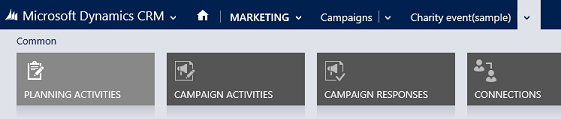 Microsoft Dynamics CRM MARKETING Campaigns Charity event(sample)
Common
PLANNING ACTIVITIES CAMPAIGN ACTIVITIES CAMPAIGN RESPONSES CONNECTIONS